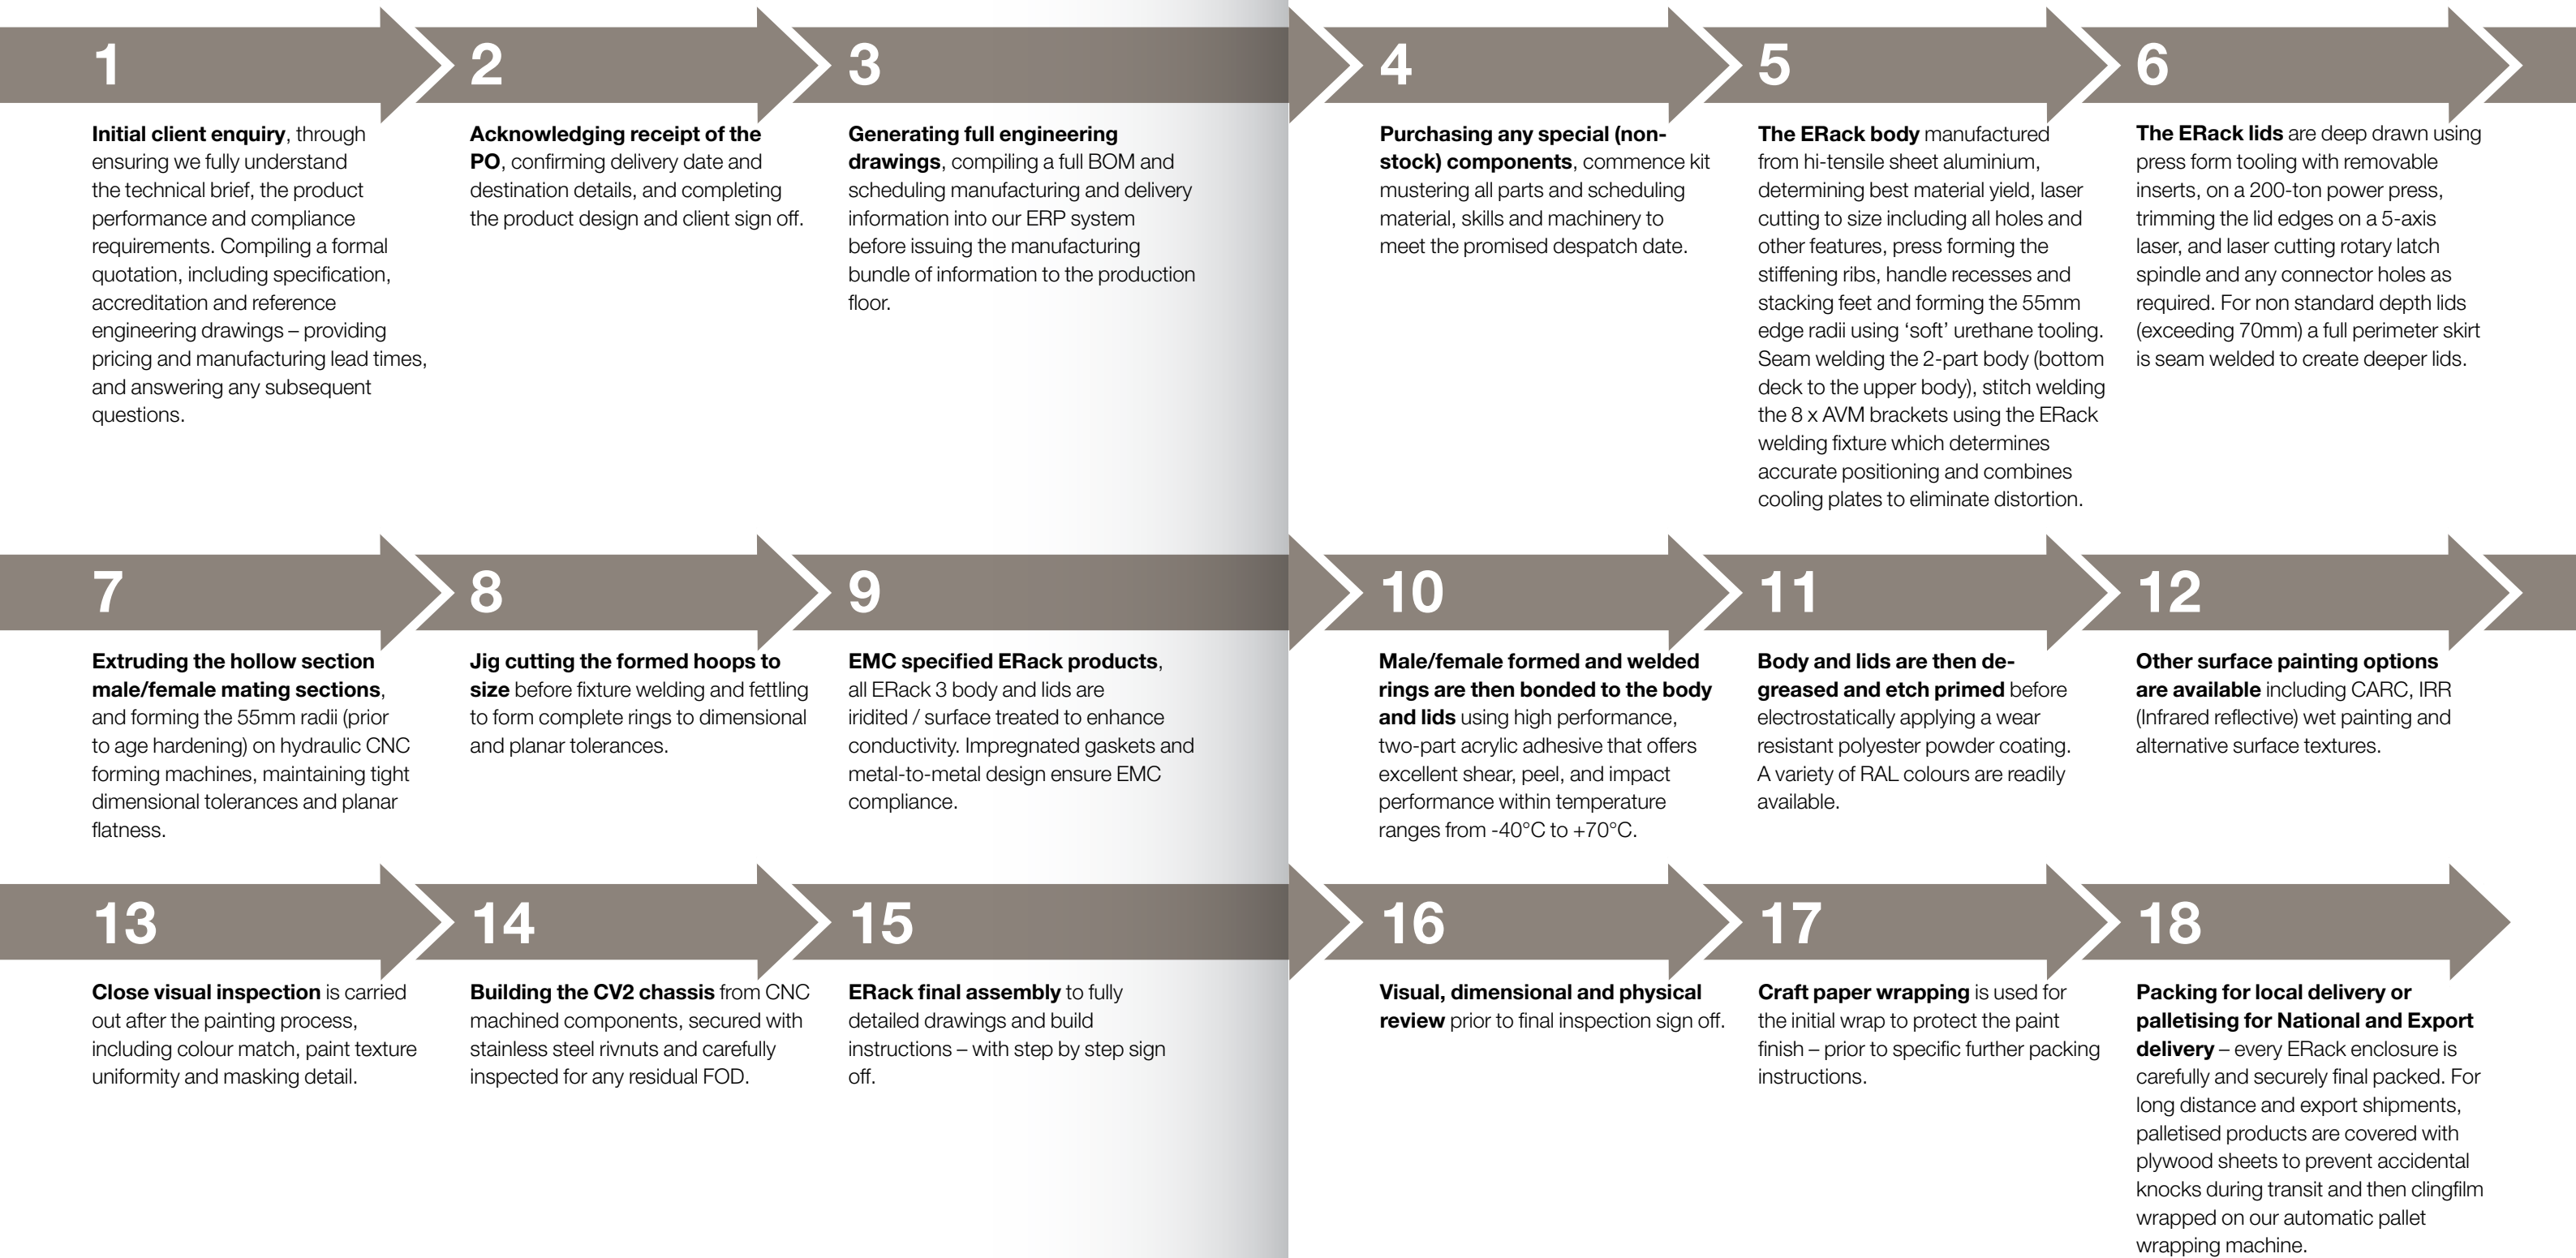 1
Initial client enquiry, through
ensuring we fully understand
the technical brief, the product
performance and compliance
requirements. Compiling a formal
quotation, including specification,
accreditation and reference
engineering drawings – providing
pricing and manufacturing lead times,
and answering any subsequent
questions.
2
Acknowledging receipt of the
PO, confirming delivery date and
destination details, and completing
the product design and client sign off.
3
Generating full engineering
drawings, compiling a full BOM and
scheduling manufacturing and delivery
information into our ERP system
before issuing the manufacturing
bundle of information to the production
floor.
4
Purchasing any special (non-
stock) components, commence kit
mustering all parts and scheduling
material, skills and machinery to
meet the promised despatch date.
5
The ERack body manufactured
from hi-tensile sheet aluminium,
determining best material yield, laser
cutting to size including all holes and
other features, press forming the
stiffening ribs, handle recesses and
stacking feet and forming the 55mm
edge radii using ‘soft’ urethane tooling.
Seam welding the 2-part body (bottom
deck to the upper body), stitch welding
the 8 x AVM brackets using the ERack
welding fixture which determines
accurate positioning and combines
cooling plates to eliminate distortion.
6
The ERack lids are deep drawn using
press form tooling with removable
inserts, on a 200-ton power press,
trimming the lid edges on a 5-axis
laser, and laser cutting rotary latch
spindle and any connector holes as
required. For non standard depth lids
(exceeding 70mm) a full perimeter skirt
is seam welded to create deeper lids.
7
Extruding the hollow section
male/female mating sections,
and forming the 55mm radii (prior
to age hardening) on hydraulic CNC
forming machines, maintaining tight
dimensional tolerances and planar
flatness.
8
Jig cutting the formed hoops to
size before fixture welding and fettling
to form complete rings to dimensional
and planar tolerances.
9
EMC specified ERack products,
all ERack 3 body and lids are
iridited / surface treated to enhance
conductivity. Impregnated gaskets and
metal-to-metal design ensure EMC
compliance.
10
Male/female formed and welded
rings are then bonded to the body
and lids using high performance,
two-part acrylic adhesive that offers
excellent shear, peel, and impact
performance within temperature
ranges from -40°C to +70°C.
11
Body and lids are then de-
greased and etch primed before
electrostatically applying a wear
resistant polyester powder coating.
A variety of RAL colours are readily
available.
12
Other surface painting options
are available including CARC, IRR
(Infrared reflective) wet painting and
alternative surface textures.
13
Close visual inspection is carried
out after the painting process,
including colour match, paint texture
uniformity and masking detail.
14
Building the CV2 chassis from CNC
machined components, secured with
stainless steel rivnuts and carefully
inspected for any residual FOD.
15
ERack final assembly to fully
detailed drawings and build
instructions – with step by step sign
off.
16
Visual, dimensional and physical
review prior to final inspection sign off.
17
Craft paper wrapping is used for
the initial wrap to protect the paint
finish – prior to specific further packing
instructions.
18
Packing for local delivery or
palletising for National and Export
delivery – every ERack enclosure is
carefully and securely final packed. For
long distance and export shipments,
palletised products are covered with
plywood sheets to prevent accidental
knocks during transit and then clingfilm
wrapped on our automatic pallet
wrapping machine.